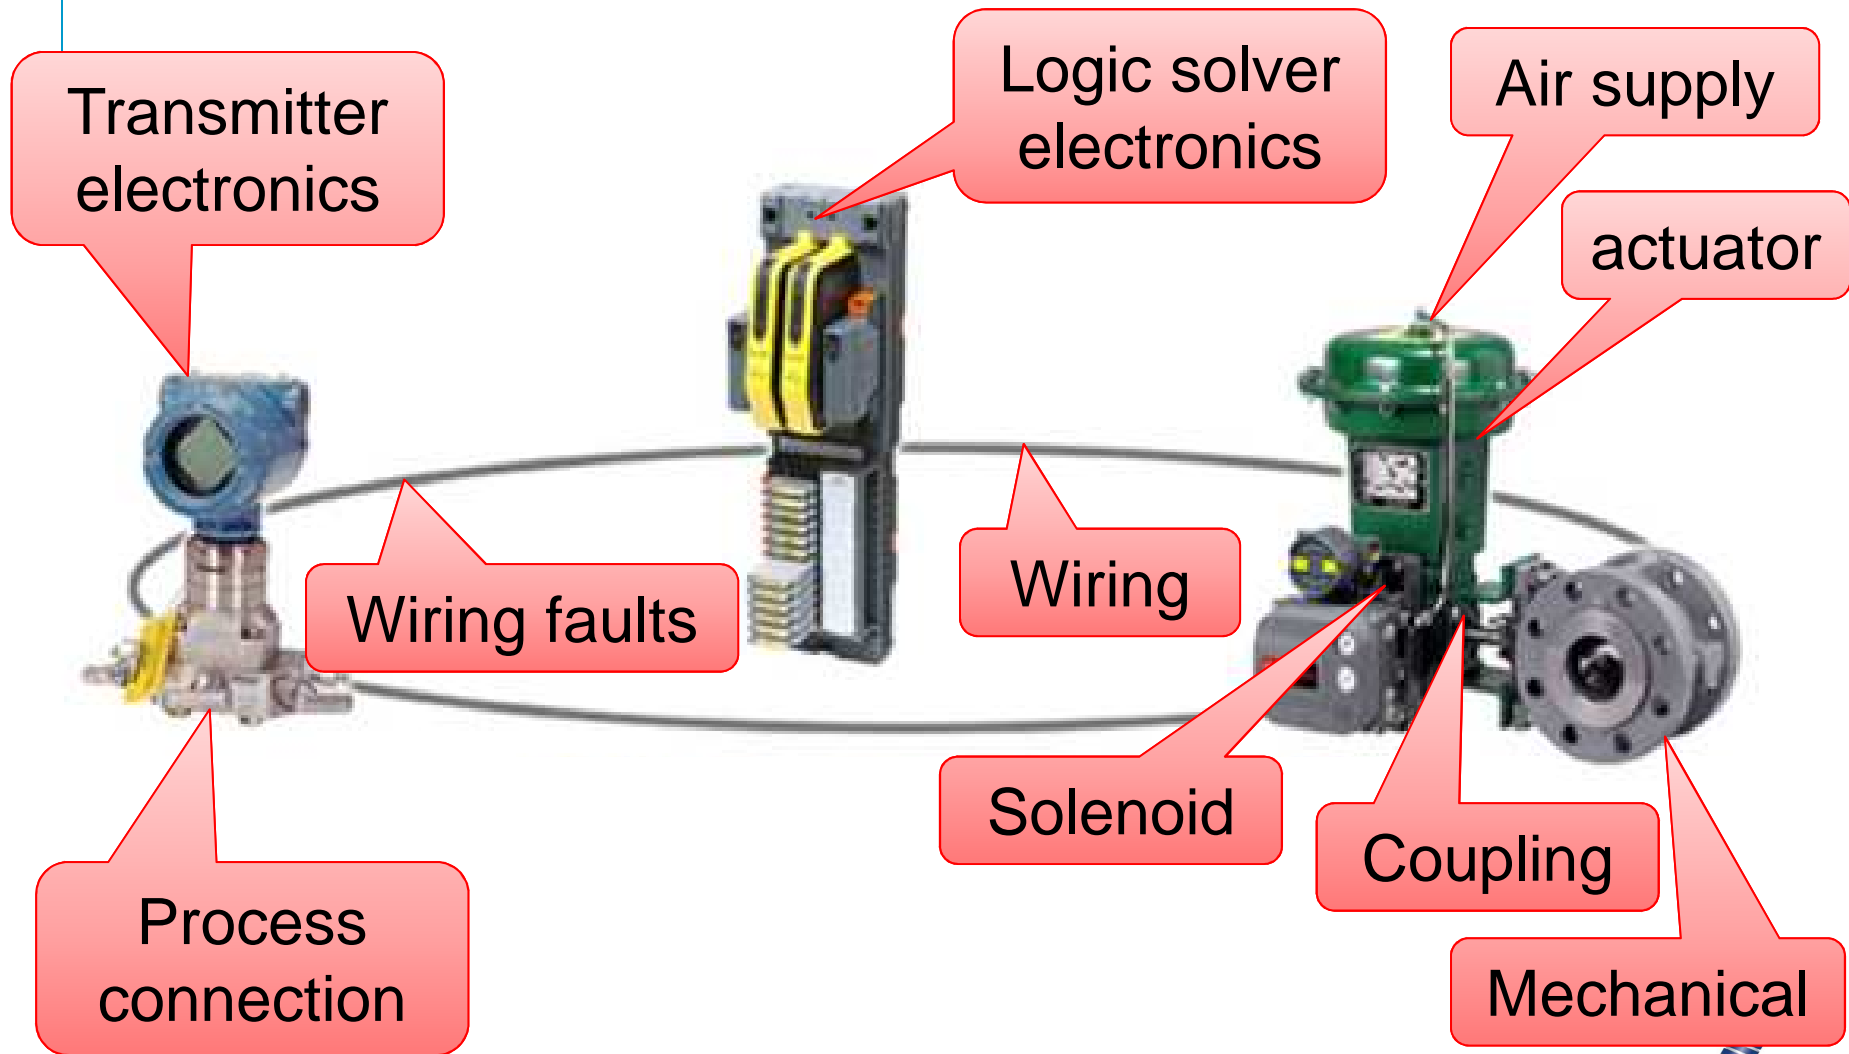 Transmitter
electronics
Logic solver
electronics
Air supply
actuator
Wiring faults
Wiring
Solenoid
Coupling
Process
connection
Mechanical